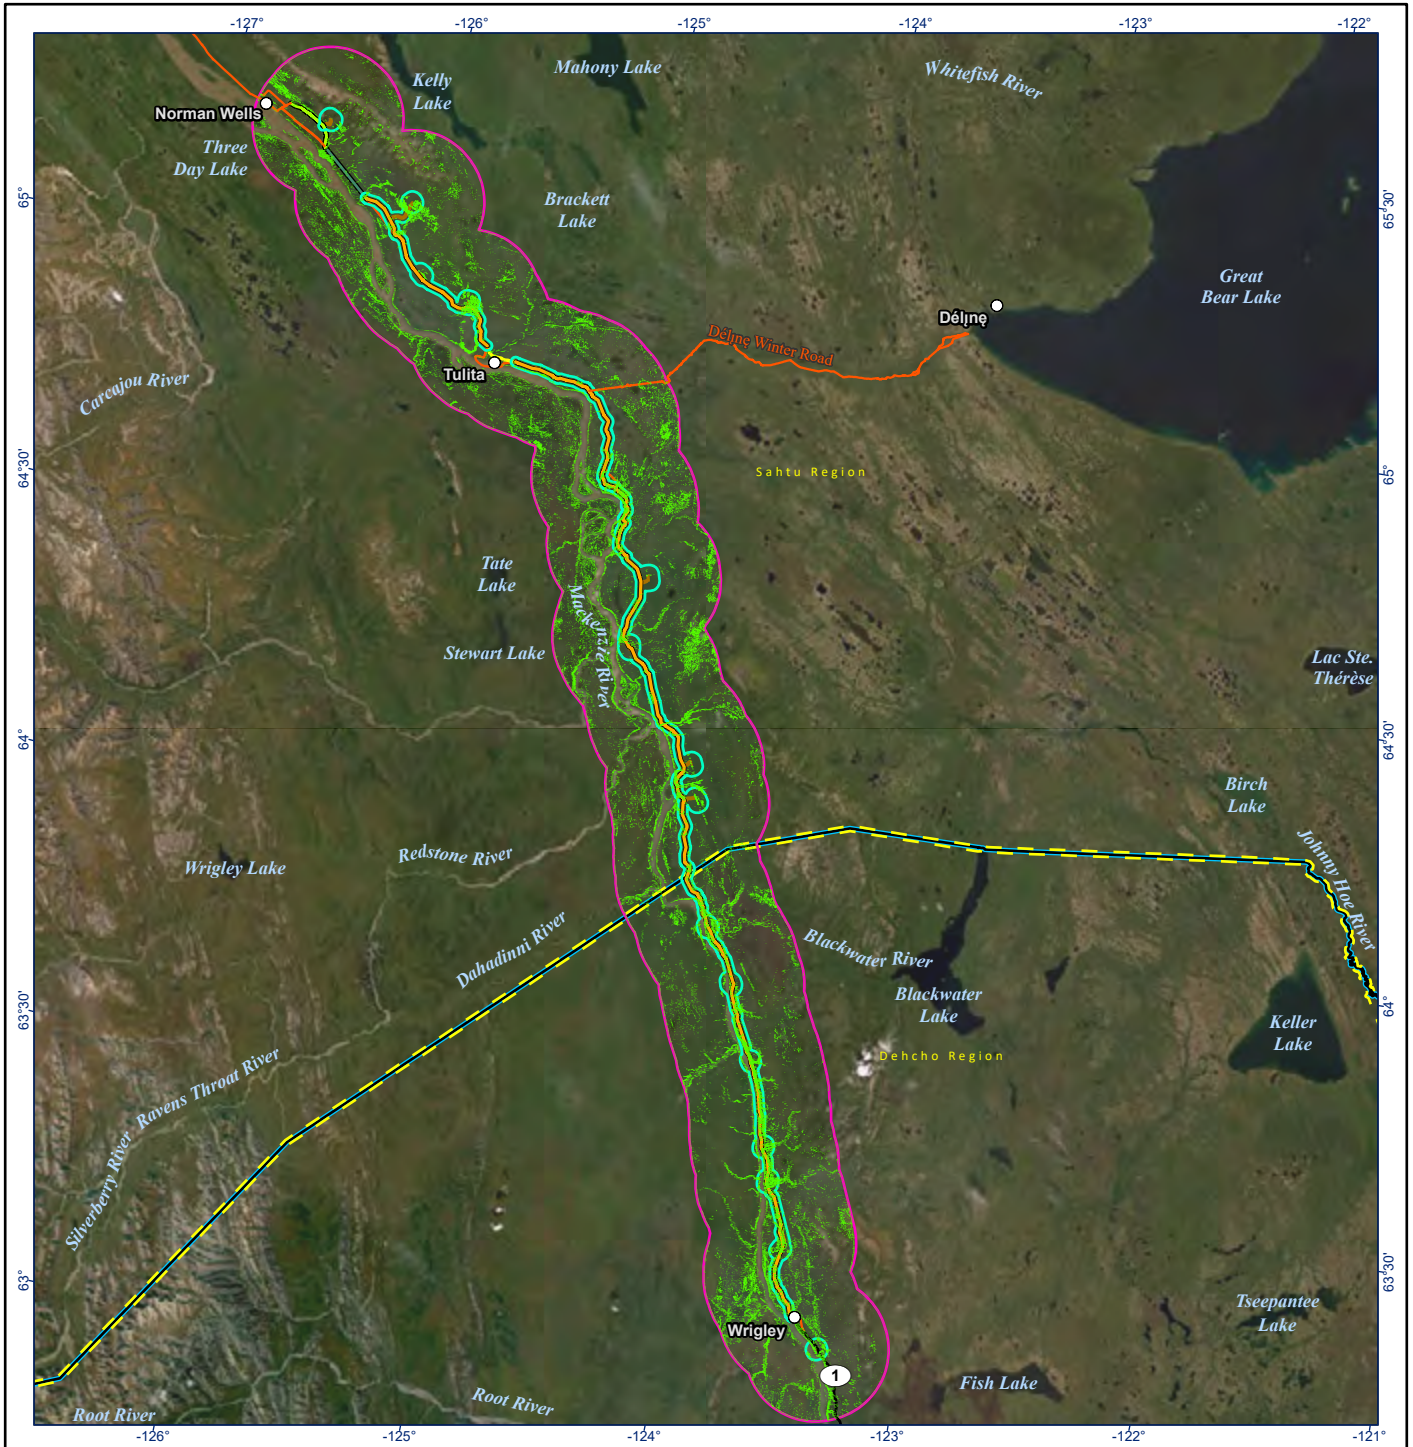 -127°
-126°
-125°
-124°
-123°
-122°
Kelly
Lake
Mahony Lake
Whitefish River
Norman Wells
Three
Day Lake
65°
65°30'
Brackett
Lake
Great
Bear Lake
Délı̨nę
Délı̨nę Winter Road
Tulita
Carcajou River
64°30'
65°
Sahtu Region
Tate
Lake
Mackenzie River
Stewart Lake
Lac Ste.
Thérèse
64°
64°30'
Birch
Lake
Johnny Hoe River
Redstone River
Wrigley Lake
Dahadinni River
Blackwater River
Blackwater
Lake
63°30'
64°
Keller
Lake
Dehcho Region
Ravens Throat River
Silverberry River
63°
63°30'
Tseepantee
Lake
Wrigley
1
Fish Lake
Root River
Root River
-126°
-125°
-124°
-123°
-122°
-121°